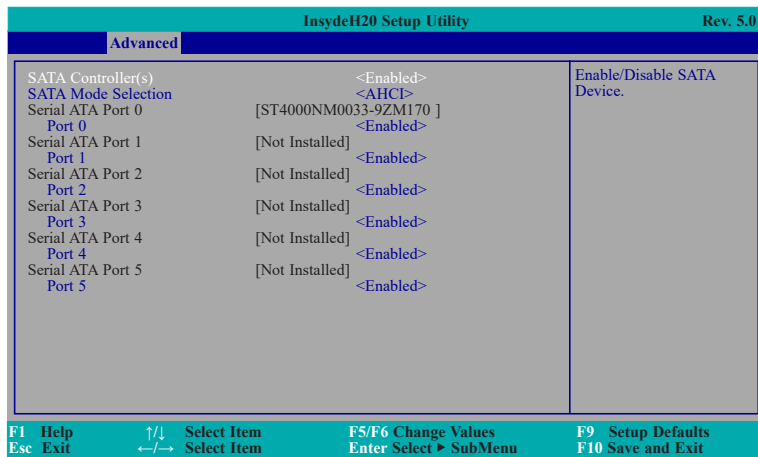 InsydeH20 Setup Utility Rev. 5.0
Advanced
SATA Controller(s) <Enabled>
SATA Mode Selection <AHCI>
Serial ATA Port 0 [ST4000NM0033-9ZM170 ]
Port 0 <Enabled>
Serial ATA Port 1 [Not Installed]
Port 1 <Enabled>
Serial ATA Port 2 [Not Installed]
Port 2 <Enabled>
Serial ATA Port 3 [Not Installed]
Port 3 <Enabled>
Serial ATA Port 4 [Not Installed]
Port 4 <Enabled>
Serial ATA Port 5 [Not Installed]
Port 5 <Enabled>
Enable/Disable SATA
Device.
F1 Help ↑/↓ Select Item F5/F6 Change Values F9 Setup Defaults
Esc Exit ←/→ Select Item Enter Select ► SubMenu F10 Save and Exit